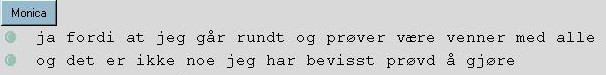 Monica
ja fordi at jeg går rundt og prøver være venner med alle
og det er ikke noe jeg har bevisst prøvd å gjøre